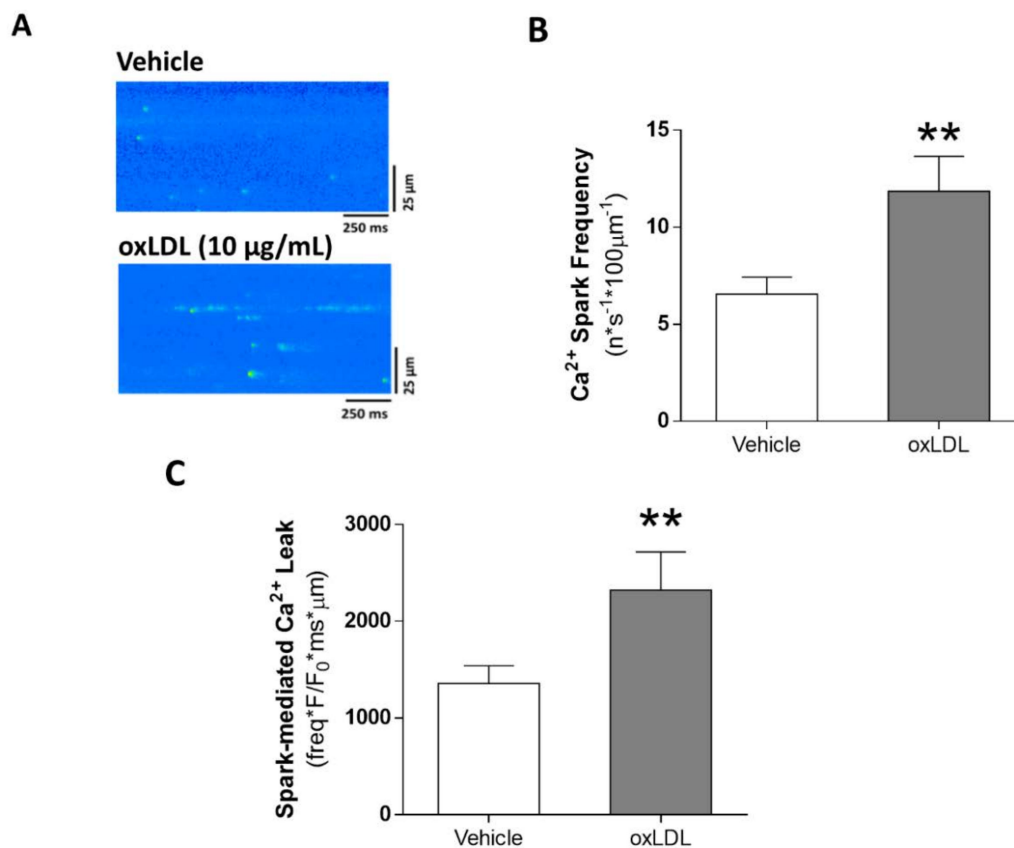 A
Vehicle
25 µm
250 ms
oxLDL (10 µg/mL)
25 µm
250 ms
B
Ca²⁺ Spark Frequency
(n*s⁻¹*100µm⁻¹)
15
10
5
0
**
Vehicle
oxLDL
C
Spark-mediated Ca²⁺ Leak
(freq*F/F₀*ms*µm)
3000
2000
1000
0
**
Vehicle
oxLDL